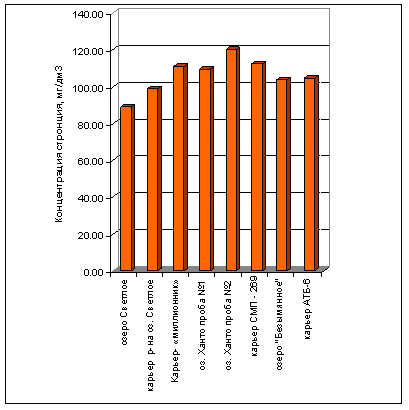 Концентрация стронция, мг/дм3
140.00
120.00
100.00
80.00
60.00
40.00
20.00
0.00
озеро Светлое
карьер р-на оз. Светлое
Карьер- «миллионник»
оз. Ханто проба №1
оз. Ханто проба №2
карьер СМП - 269
озеро "Безымянное"
карьер АТБ-6